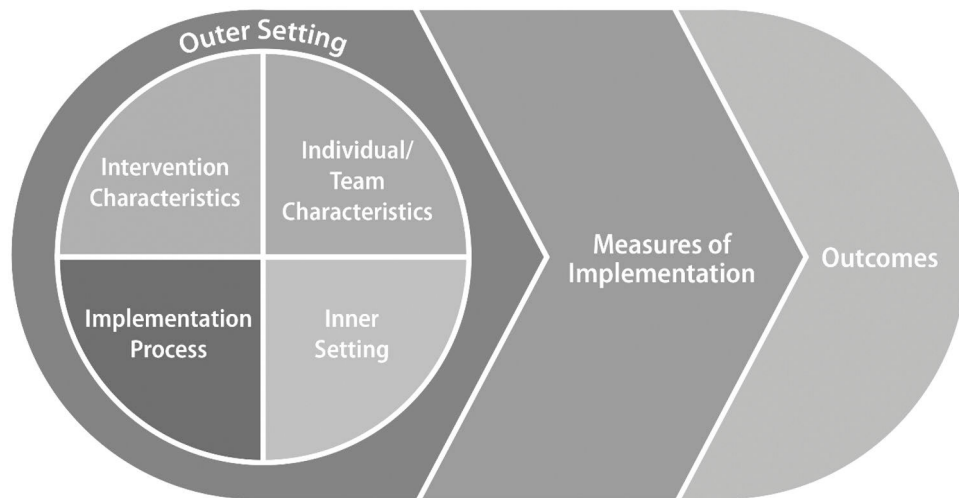 Outer Setting
Intervention
Characteristics
Individual/
Team
Characteristics
Implementation
Process
Inner
Setting
Measures of
Implementation
Outcomes